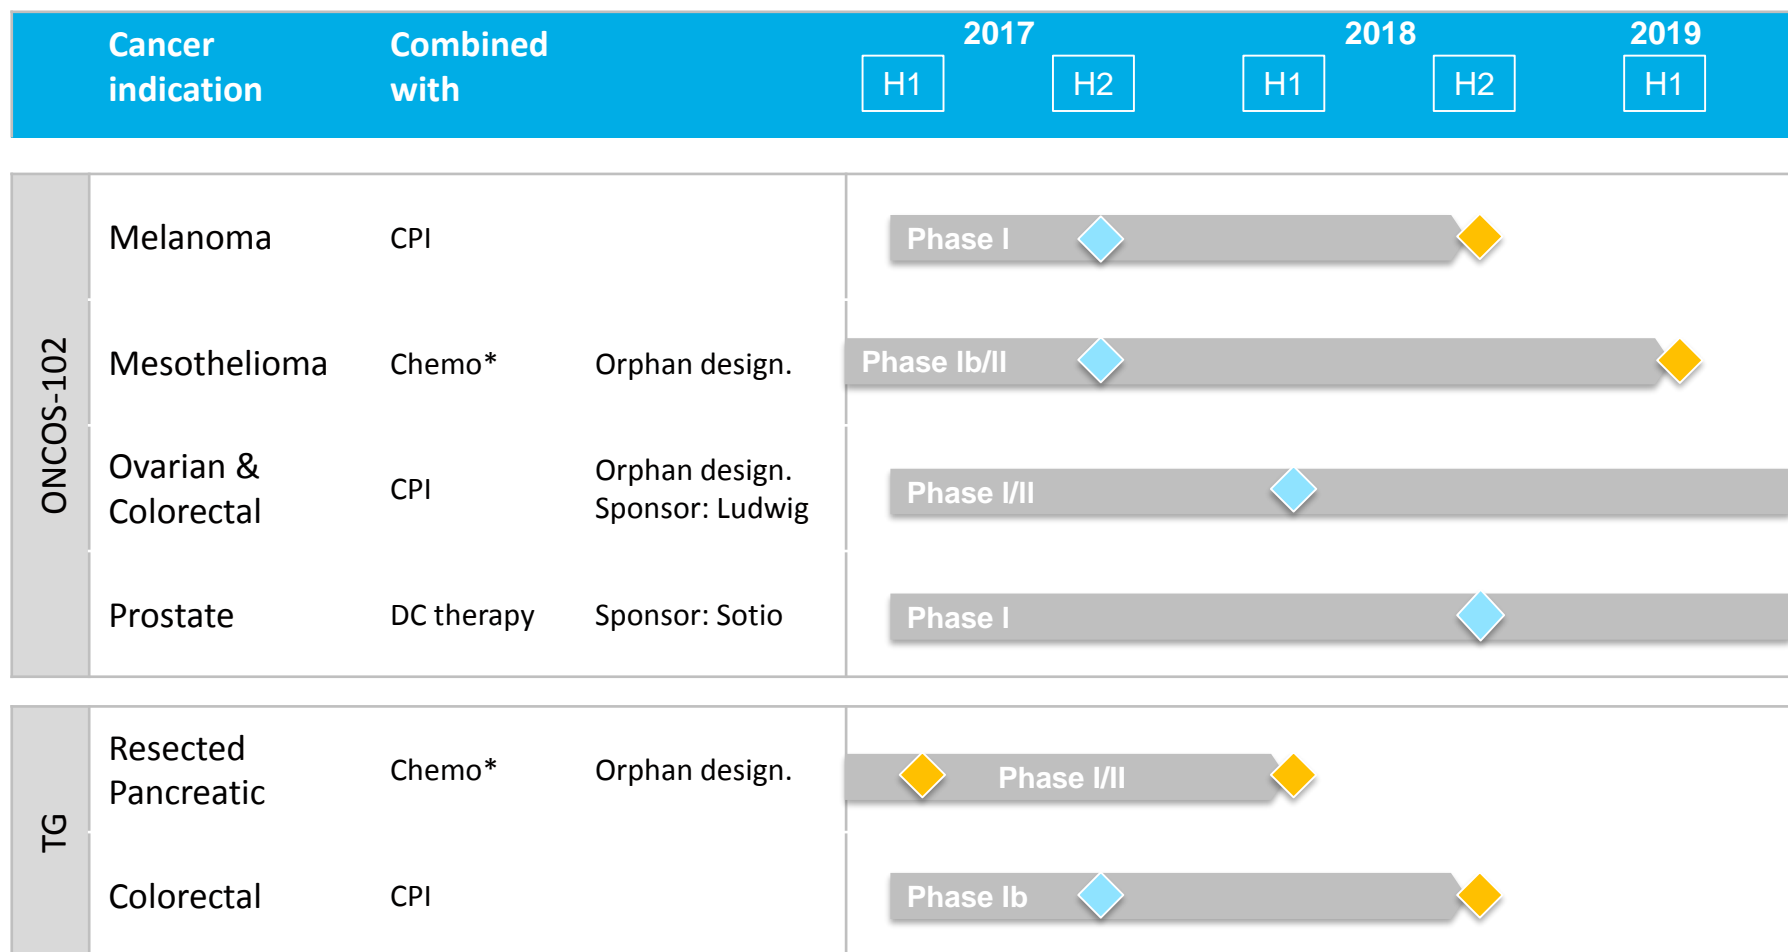 Cancer indication
Combined with
2017
2018
2019
H1
H2
H1
H2
H1
ONCOS-102
Melanoma
CPI
Phase I
Mesothelioma
Chemo*
Orphan design.
Phase Ib/II
Ovarian &
Colorectal
CPI
Orphan design.
Sponsor: Ludwig
Phase I/II
Prostate
DC therapy
Sponsor: Sotio
Phase I
TG
Resected
Pancreatic
Chemo*
Orphan design.
Phase I/II
Colorectal
CPI
Phase Ib